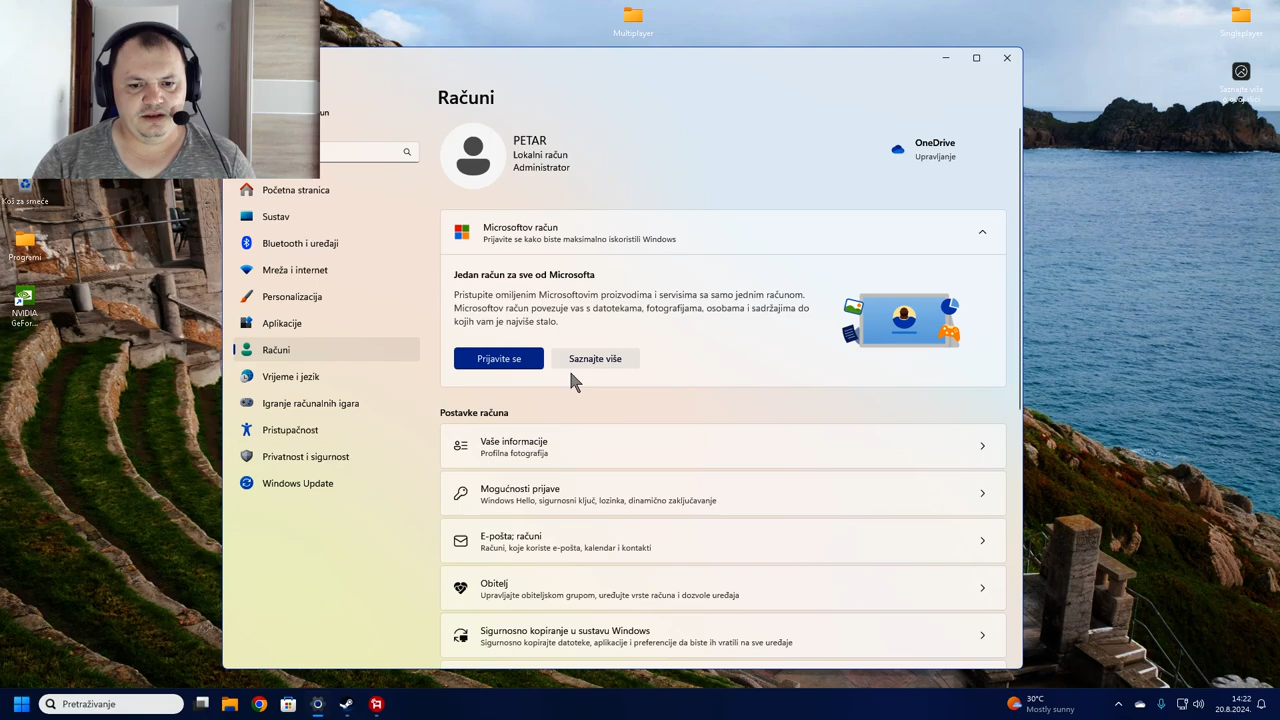 Multiplayer
Singleplayer
Saznajte više
Koš za smeće
Programi
NVIDIA
GeFor...
Računi
PETAR
Lokalni račun
Administrator
OneDrive
Upravljanje
Početna stranica
Sustav
Bluetooth i uređaji
Mreža i internet
Personalizacija
Aplikacije
Računi
Vrijeme i jezik
Igranje računalnih igara
Pristupačnost
Privatnost i sigurnost
Windows Update
Microsoftov račun
Prijavite se kako biste maksimalno iskoristili Windows
Jedan račun za sve od Microsofta
Pristupite omiljenim Microsoftovim proizvodima i servisima sa samo jednim računom.
Microsoftov račun povezuje vas s datotekama, fotografijama, osobama i sadržajima do
kojih vam je najviše stalo.
Prijavite se
Saznajte više
Postavke računa
Vaše informacije
Profilna fotografija
Mogućnosti prijave
Windows Hello, sigurnosni ključ, lozinka, dinamično zaključavanje
E-pošta; računi
Računi, koje koriste e-pošta, kalendar i kontakti
Obitelj
Upravljajte obiteljskom grupom, uređujte vrste računa i dozvole uređaja
Sigurnosno kopiranje u sustavu Windows
Sigurnosno kopirajte datoteke, aplikacije i preferencije da biste ih vratili na sve uređaje
Pretraživanje
30°C
Mostly sunny
14:22
20.8.2024.